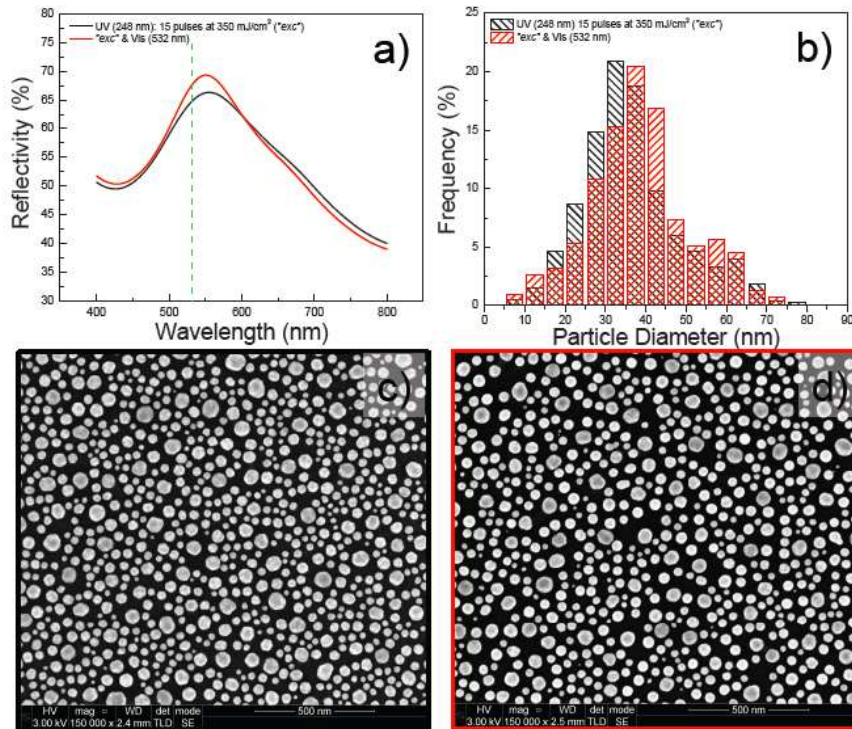 UV (248 nm): 15 pulses at 350 mJ/cm² ("exc")
"exc" & Vis (532 nm)
a)
80
75
70
65
60
55
50
45
40
35
30
Reflectivity (%)
400
500
600
700
800
Wavelength (nm)
UV (248 nm) 15 pulses at 350 mJ/cm² ("exc")
"exc" & Vis (532 nm)
b)
25
20
15
10
5
0
Frequency (%)
0
10
20
30
40
50
60
70
80
90
Particle Diameter (nm)
c)
HV mag WD det mode
3.00 kV 150 000 x 2.4 mm TLD SE
500 nm
d)
HV mag WD det mode
3.00 kV 150 000 x 2.5 mm TLD SE
500 nm